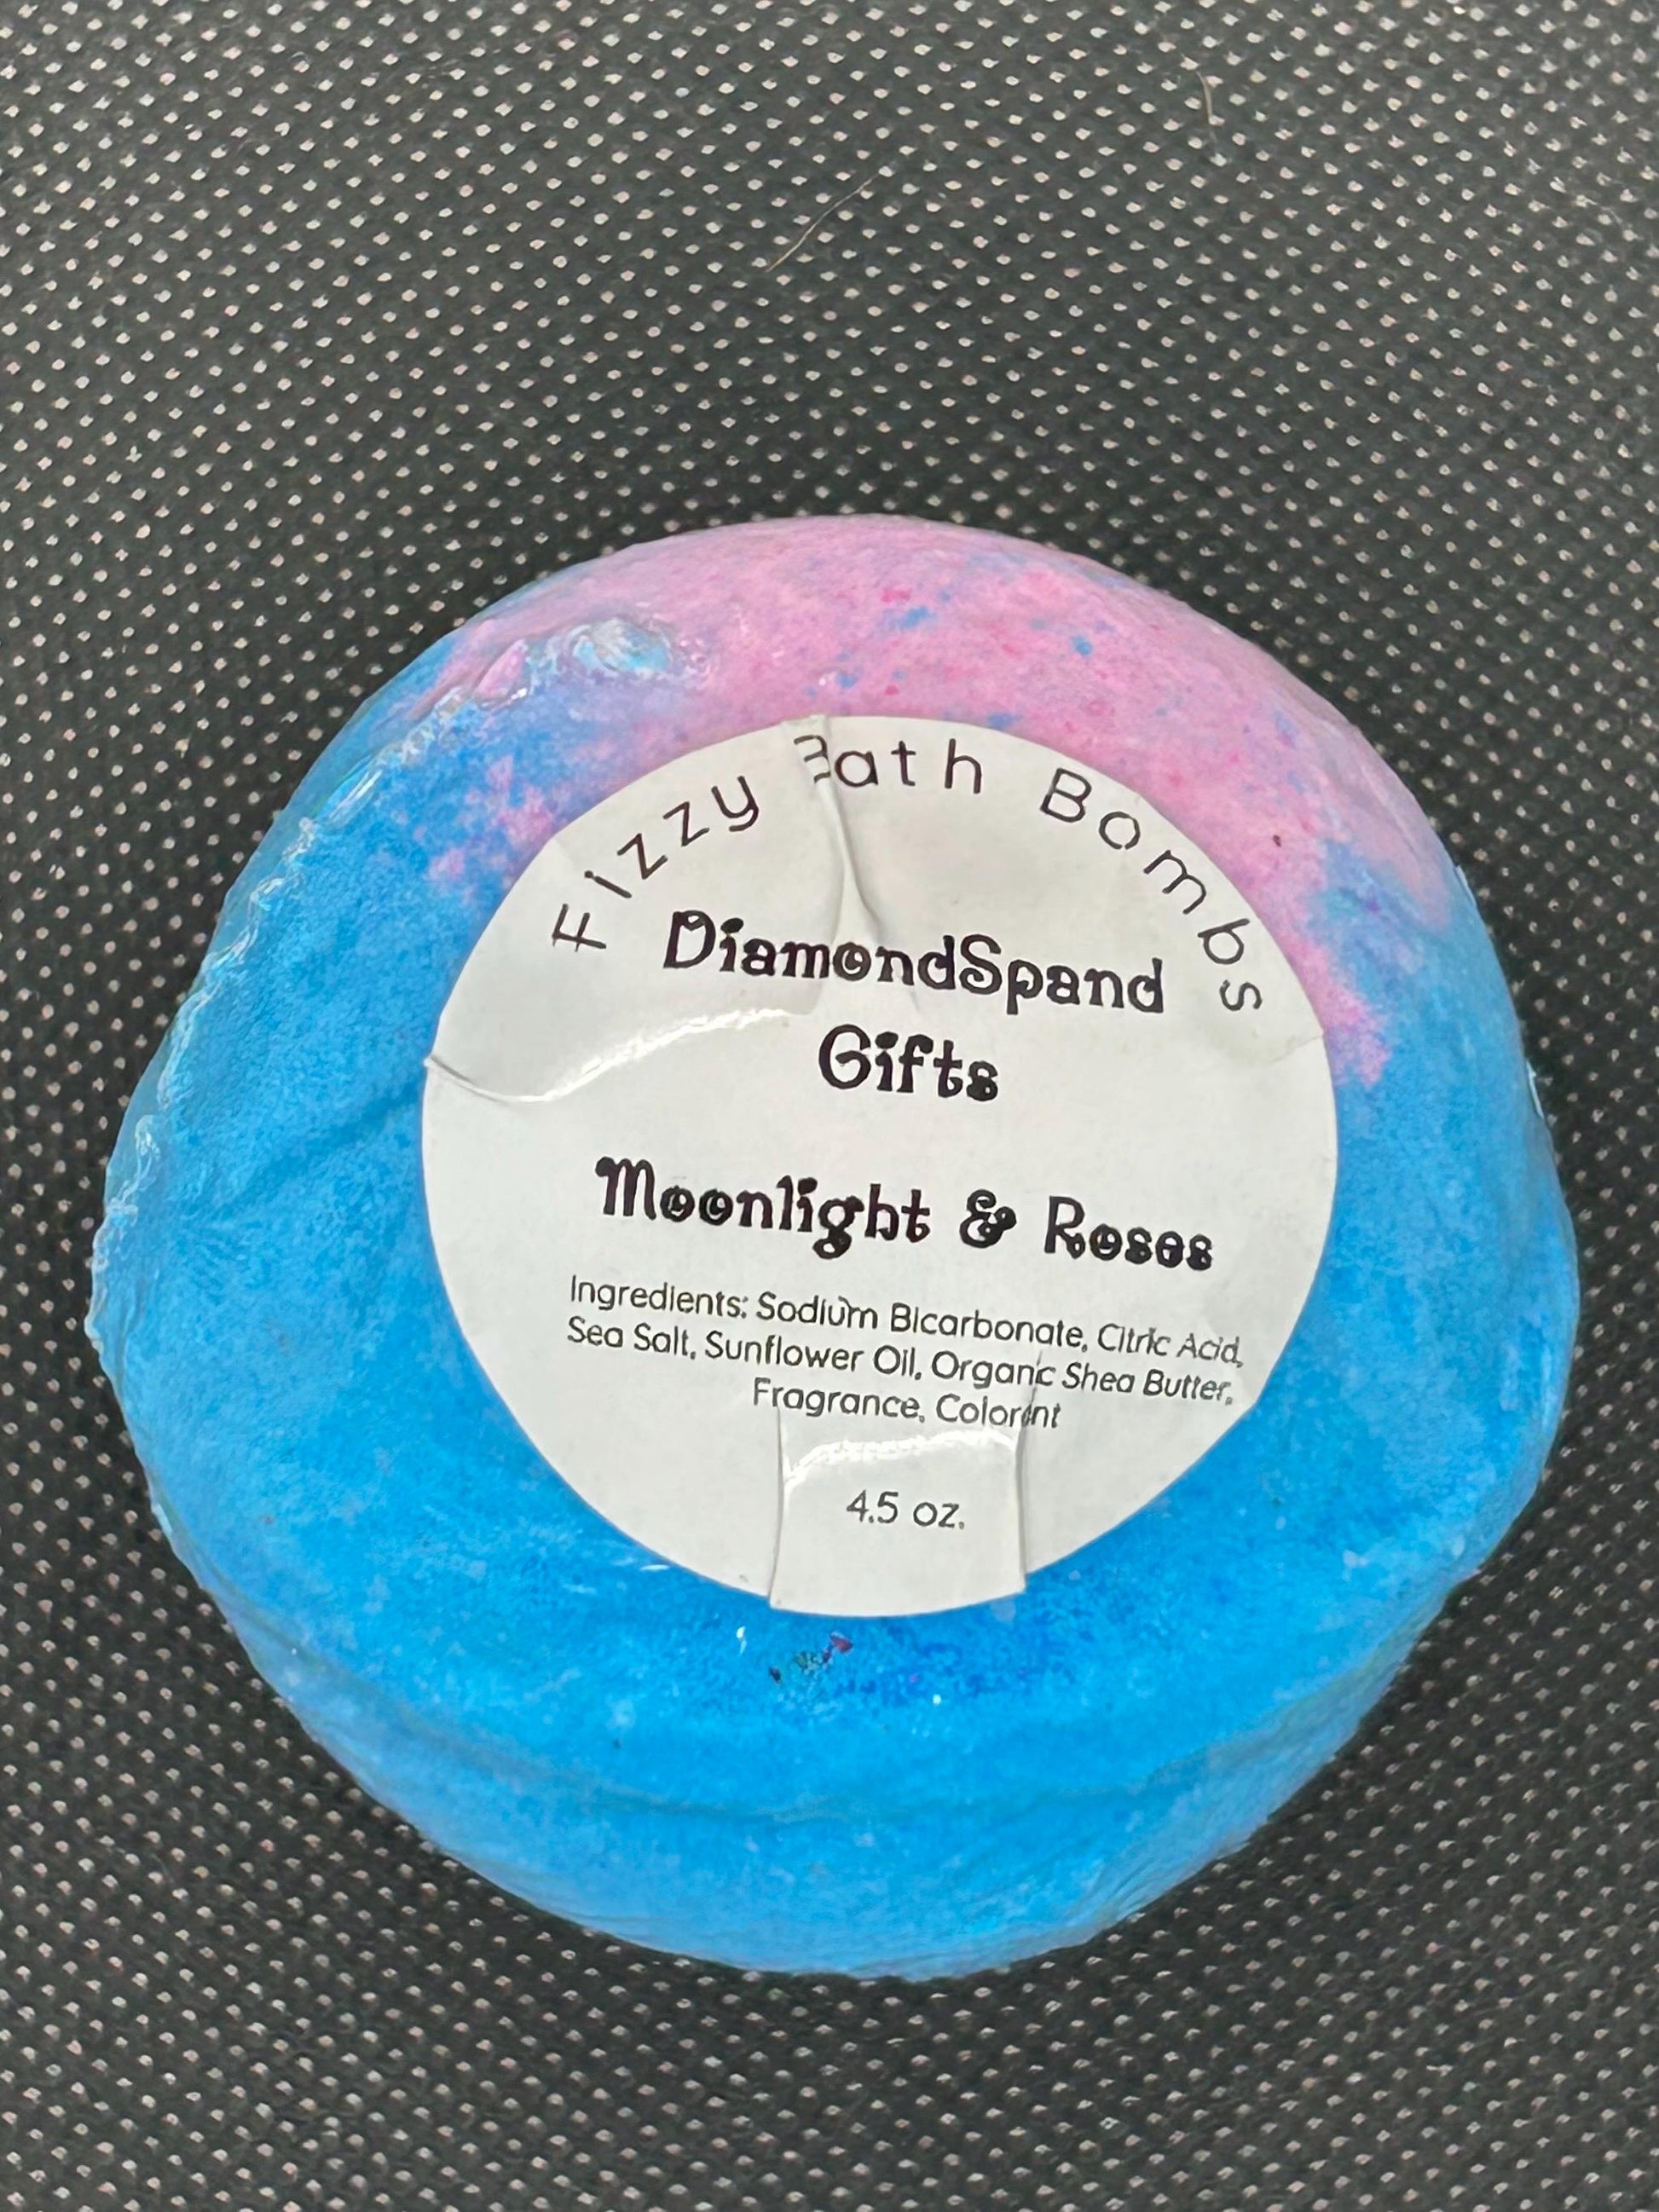 Fizzy Bath Bombs
DiamondSpand
Gifts
Moonlight & Roses
Ingredients: Sodium Bicarbonate, Citric Acid,
Sea Salt, Sunflower Oil, Organic Shea Butter,
Fragrance, Colorant
4.5 oz.